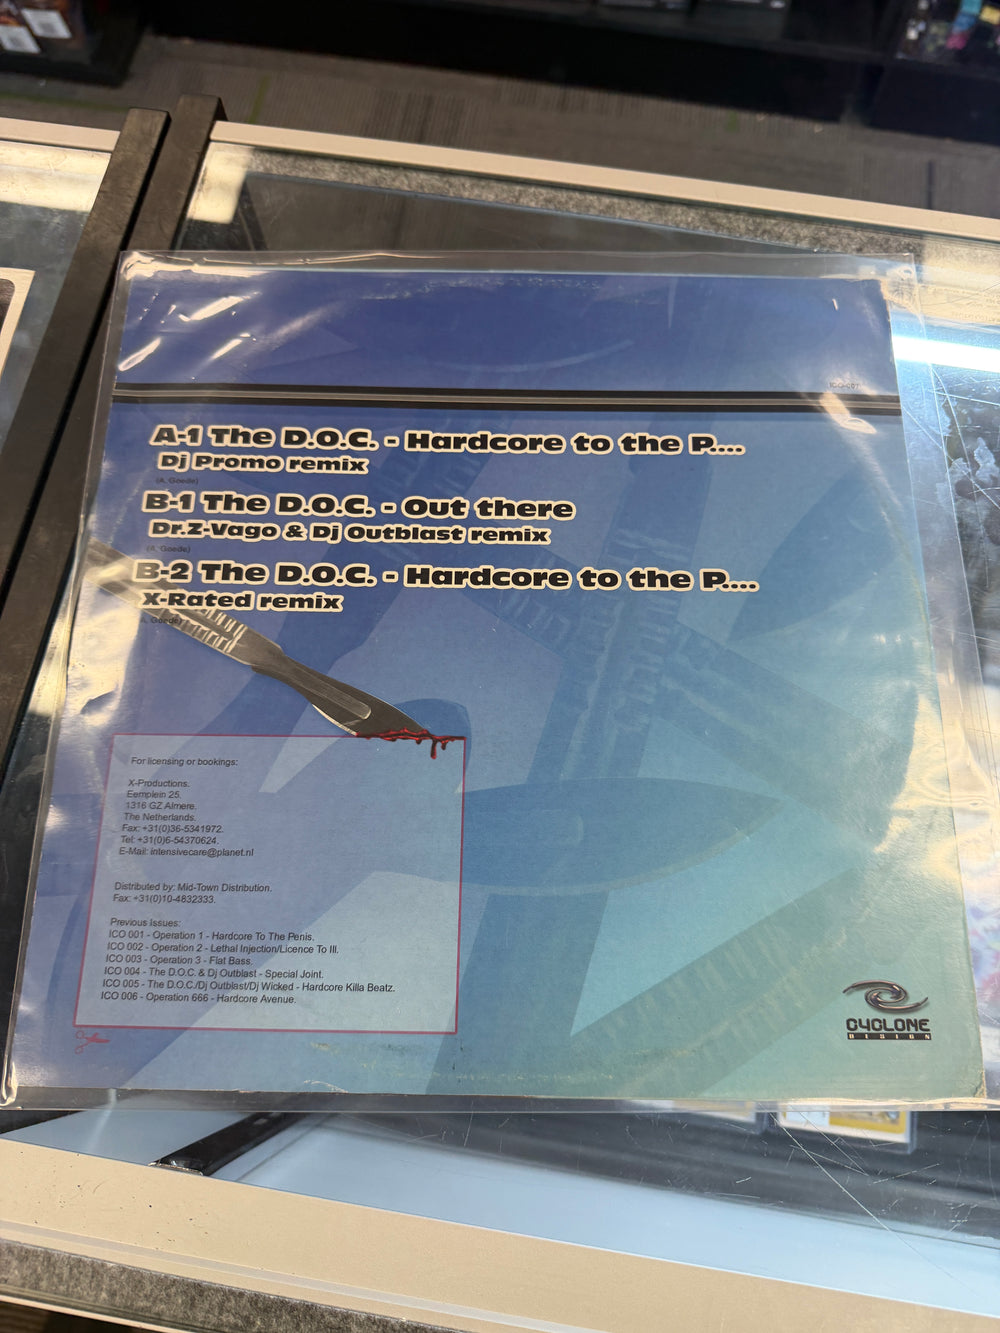 ICO-007
A-1 The D.O.C. - Hardcore to the P....
Dj Promo remix
(A. Goede)
B-1 The D.O.C. - Out there
Dr.Z-Vago & Dj Outblast remix
(A. Goede)
B-2 The D.O.C. - Hardcore to the P....
X-Rated remix
A. Goede)
For licensing or bookings:
X-Productions.
Eemplein 25.
1316 GZ Almere.
The Netherlands.
Fax: +31(0)36-5341972.
Tel: +31(0)6-54370624.
E-Mail: intensivecare@planet.nl
Distributed by: Mid-Town Distribution.
Fax: +31(0)10-4832333.
Previous Issues:
ICO 001 - Operation 1 - Hardcore To The Penis.
ICO 002 - Operation 2 - Lethal Injection/Licence To Ill.
ICO 003 - Operation 3 - Flat Bass.
ICO 004 - The D.O.C. & Dj Outblast - Special Joint.
ICO 005 - The D.O.C./Dj Outblast/Dj Wicked - Hardcore Killa Beatz.
ICO 006 - Operation 666 - Hardcore Avenue.
CYCLONE
DESIGN